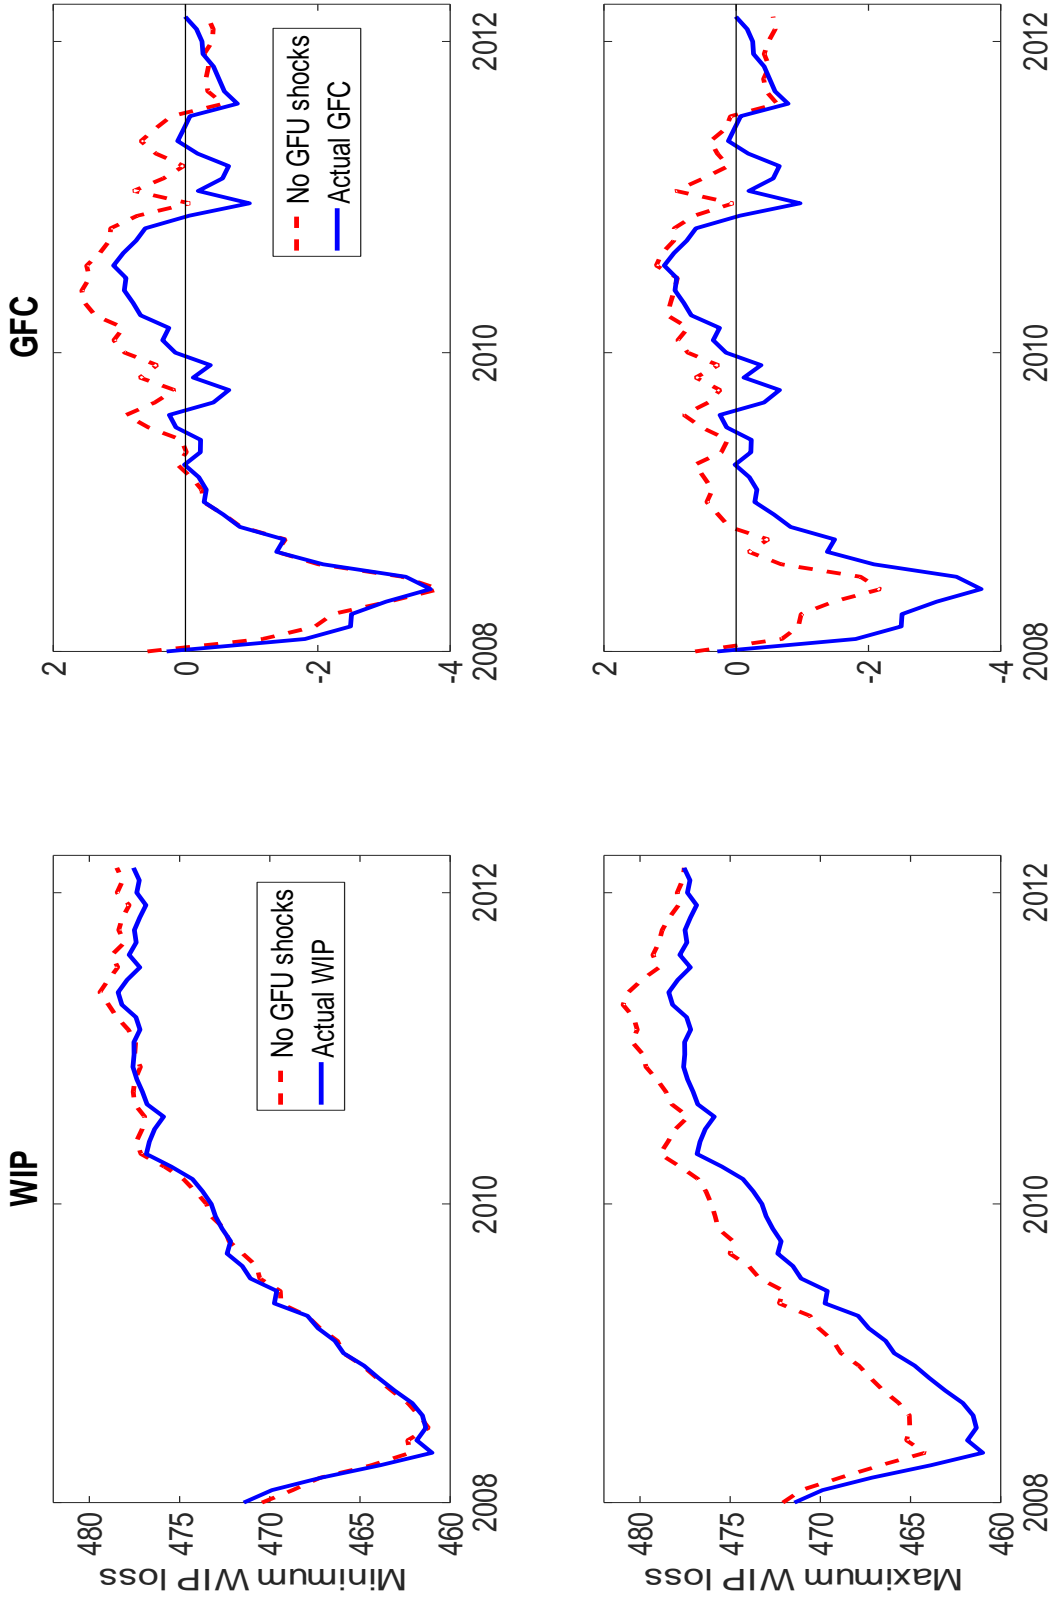 WIP
Minimum WIP loss
480
475
470
465
460
No GFU shocks
Actual WIP
2008 2010 2012
GFC
2
0
-2
-4
No GFU shocks
Actual GFC
2008 2010 2012
Maximum WIP loss
480
475
470
465
460
2008 2010 2012
2
0
-2
-4
2008 2010 2012